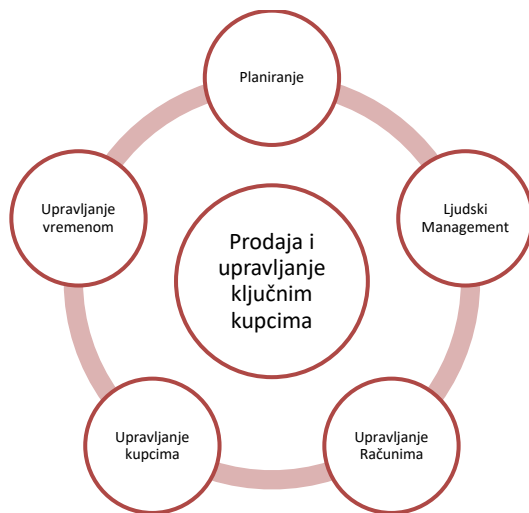 Planiranje
Upravljanje
vremenom
Ljudski
Management
Prodaja i
upravljanje
ključnim
kupcima
Upravljanje
kupcima
Upravljanje
Računima